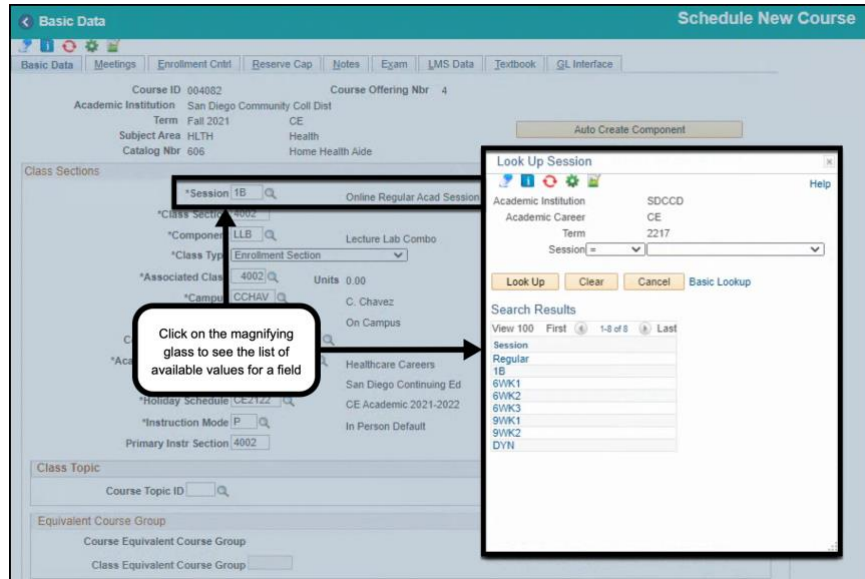 Basic Data
Schedule New Course
Basic Data Meetings Enrollment Cntrl Reserve Cap Notes Exam LMS Data Textbook GL Interface
Course ID 004082 Course Offering Nbr 4
Academic Institution San Diego Community Coll Dist
Term Fall 2021 CE
Subject Area HLTH Health
Auto Create Component
Catalog Nbr 606 Home Health Aide
Class Sections
*Session 1B Online Regular Acad Session
*Class Section 4002
*Component LLB Lecture Lab Combo
*Class Typ Enrollment Section
*Associated Clas 4002 Units 0.00
*Campu CCHAV C. Chavez
On Campus
Healthcare Careers
San Diego Continuing Ed
*Holiday Schedule CE2122 CE Academic 2021-2022
*Instruction Mode P In Person Default
Primary Instr Section 4002
Class Topic
Course Topic ID
Equivalent Course Group
Course Equivalent Course Group
Class Equivalent Course Group
Click on the magnifying
glass to see the list of
available values for a field
Look Up Session
Help
Academic Institution SDCCD
Academic Career CE
Term 2217
Session =
Look Up Clear Cancel Basic Lookup
Search Results
View 100 First 1-8 of 8 Last
Session
Regular
1B
6WK1
6WK2
6WK3
9WK1
9WK2
DYN